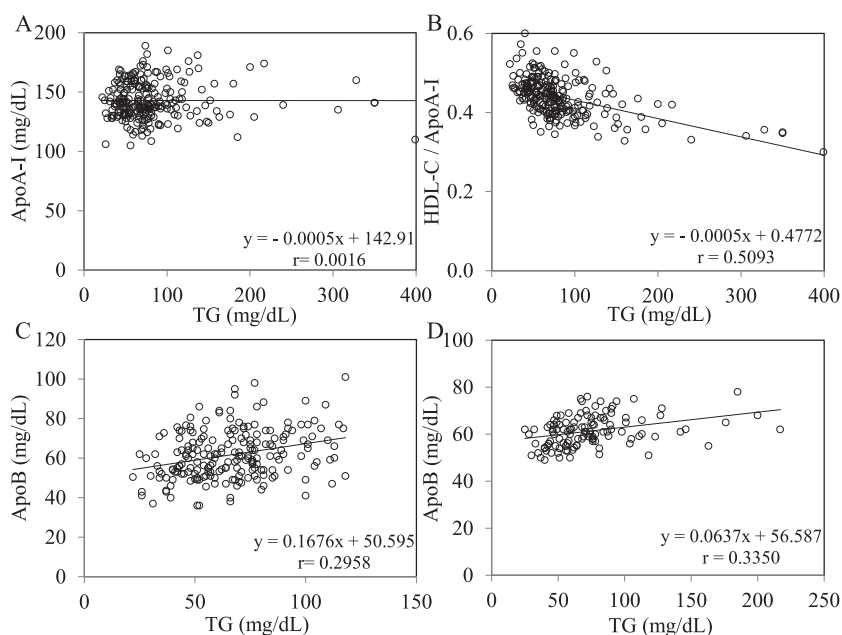 A
200
150
100
50
0
ApoA-I (mg/dL)
y = - 0.0005x + 142.91
r= 0.0016
0 100 200 300 400
TG (mg/dL)
B
0.6
0.4
0.2
0.0
HDL-C / ApoA-I
y = - 0.0005x + 0.4772
r = 0.5093
0 100 200 300 400
TG (mg/dL)
C
120
100
80
60
40
20
0
ApoB (mg/dL)
y = 0.1676x + 50.595
r= 0.2958
0 50 100 150
TG (mg/dL)
D
100
80
60
40
20
0
ApoB (mg/dL)
y = 0.0637x + 56.587
r = 0.3350
0 50 100 150 200 250
TG (mg/dL)